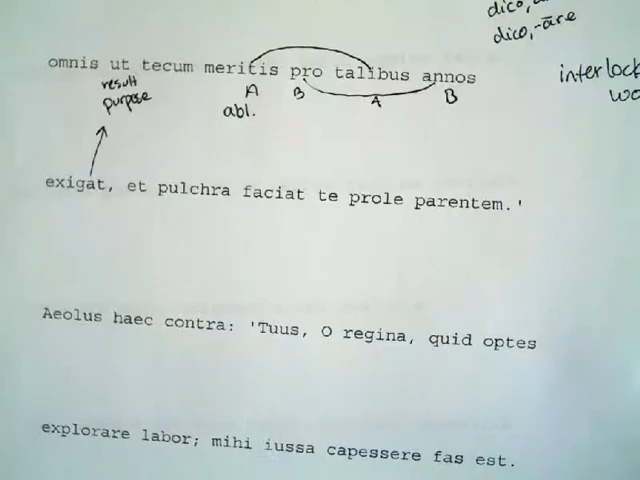 dico,
dico, -āre
omnis ut tecum meritis pro talibus annos
interlock
result
purpose
A B A B
abl.
exigat, et pulchra faciat te prole parentem.'
Aeolus haec contra: 'Tuus, O regina, quid optes
explorare labor; mihi iussa capessere fas est.